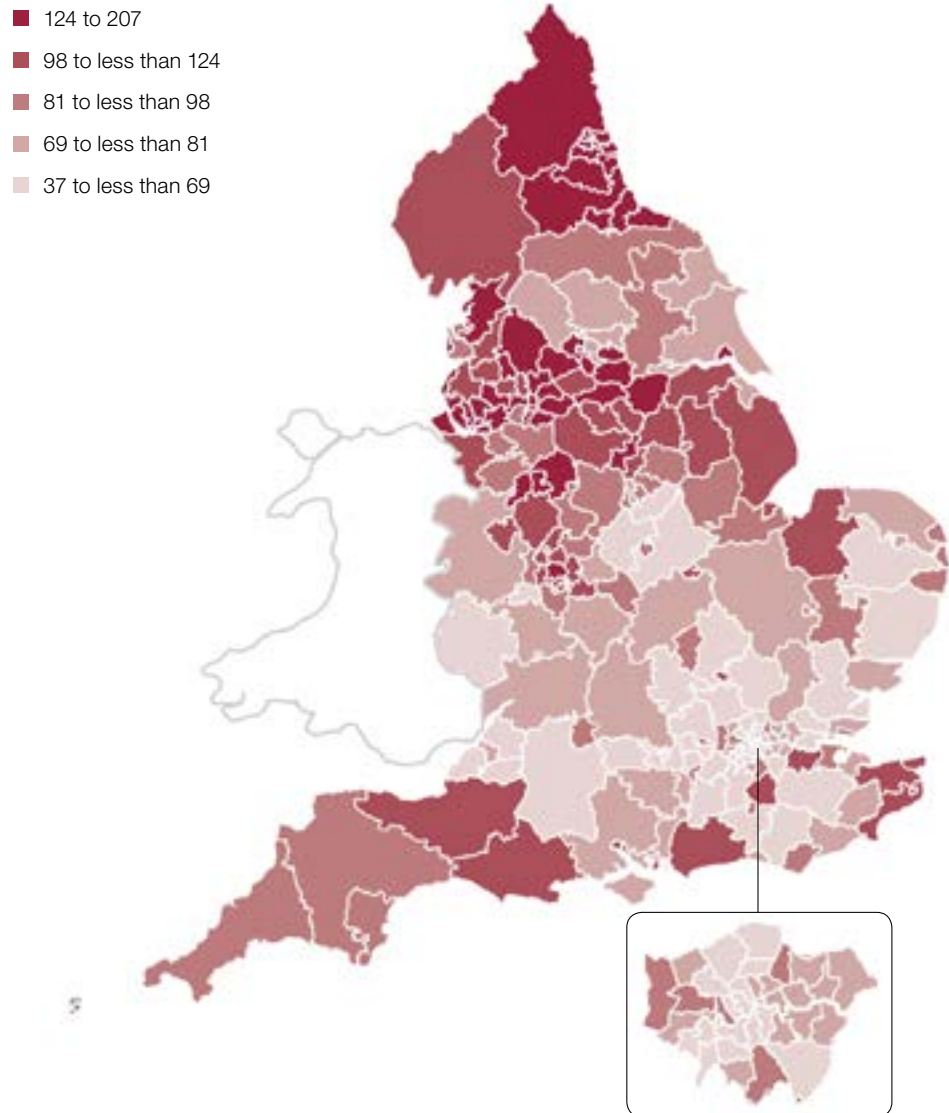 124 to 207
98 to less than 124
81 to less than 98
69 to less than 81
37 to less than 69